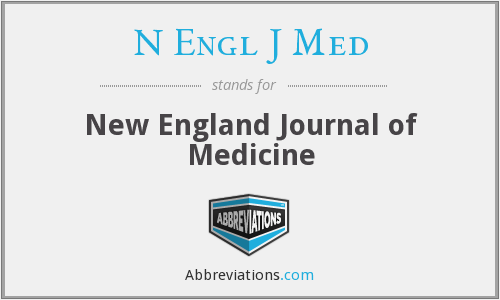 N Engl J Med
stands for
New England Journal of
Medicine
ABBREVIATIONS
Abbreviations.com